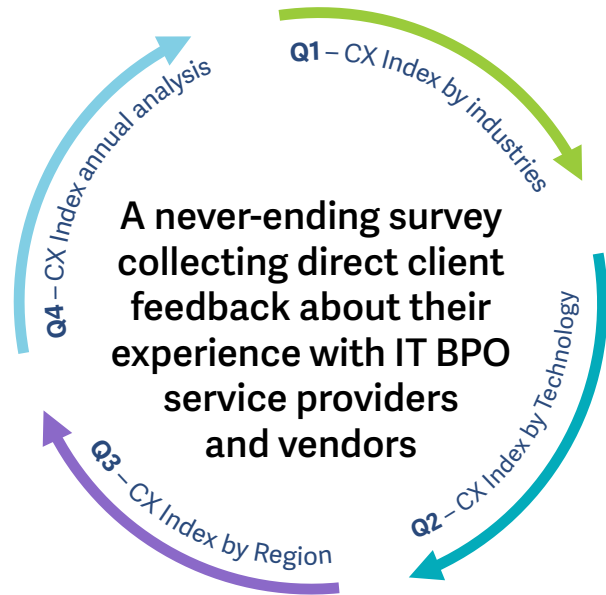 Q1 – CX Index by industries
A never-ending survey
collecting direct client
feedback about their
experience with IT BPO
service providers
and vendors
Q2 – CX Index by Technology
Q3 – CX Index by Region
Q4 – CX Index annual analysis